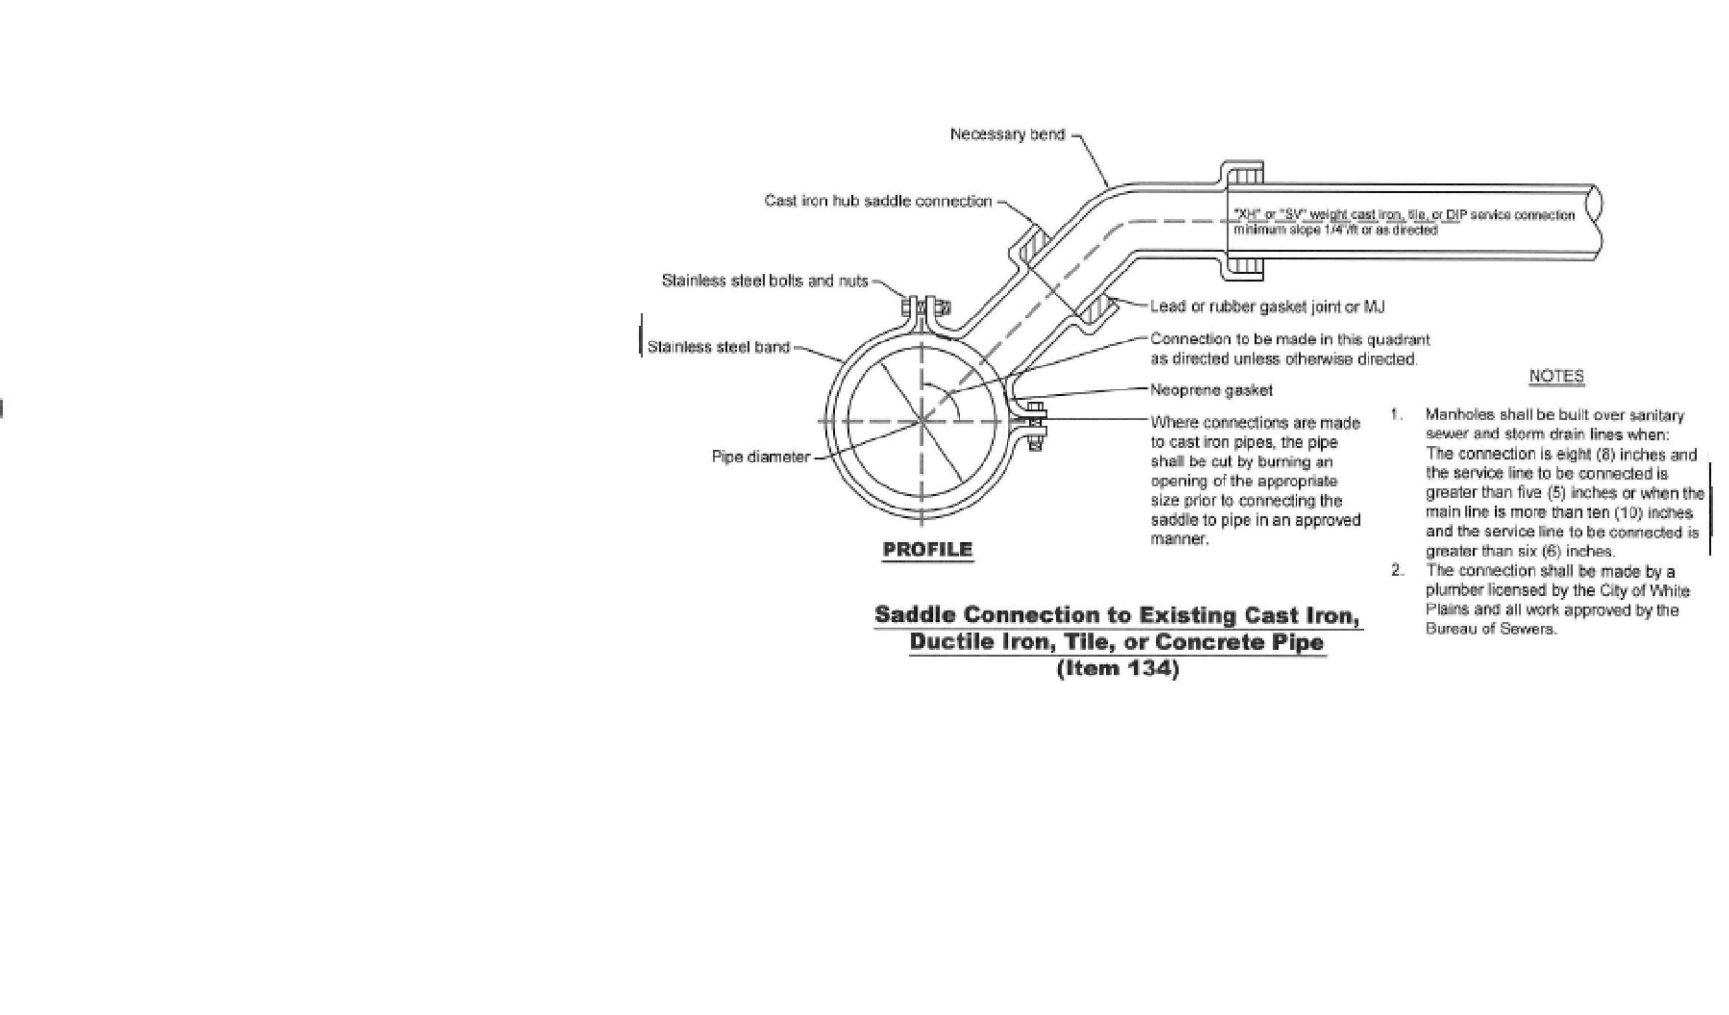 Necessary bend
Cast iron hub saddle connection
"XH" or "SV" weight cast iron, tile, or DIP service connection
minimum slope 1/4"/ft or as directed
Stainless steel bolts and nuts
Lead or rubber gasket joint or MJ
Stainless steel band
Connection to be made in this quadrant
as directed unless otherwise directed.
Neoprene gasket
Where connections are made
to cast iron pipes, the pipe
shall be cut by burning an
opening of the appropriate
size prior to connecting the
saddle to pipe in an approved
manner.
Pipe diameter
PROFILE
Saddle Connection to Existing Cast Iron,
Ductile Iron, Tile, or Concrete Pipe
(Item 134)
NOTES
1. Manholes shall be built over sanitary
sewer and storm drain lines when:
The connection is eight (8) inches and
the service line to be connected is
greater than five (5) inches or when the
main line is more than ten (10) inches
and the service line to be connected is
greater than six (6) inches.
2. The connection shall be made by a
plumber licensed by the City of White
Plains and all work approved by the
Bureau of Sewers.